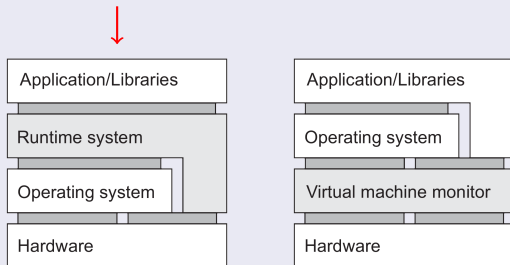 Application/Libraries
Runtime system
Operating system
Hardware
Application/Libraries
Operating system
Virtual machine monitor
Hardware